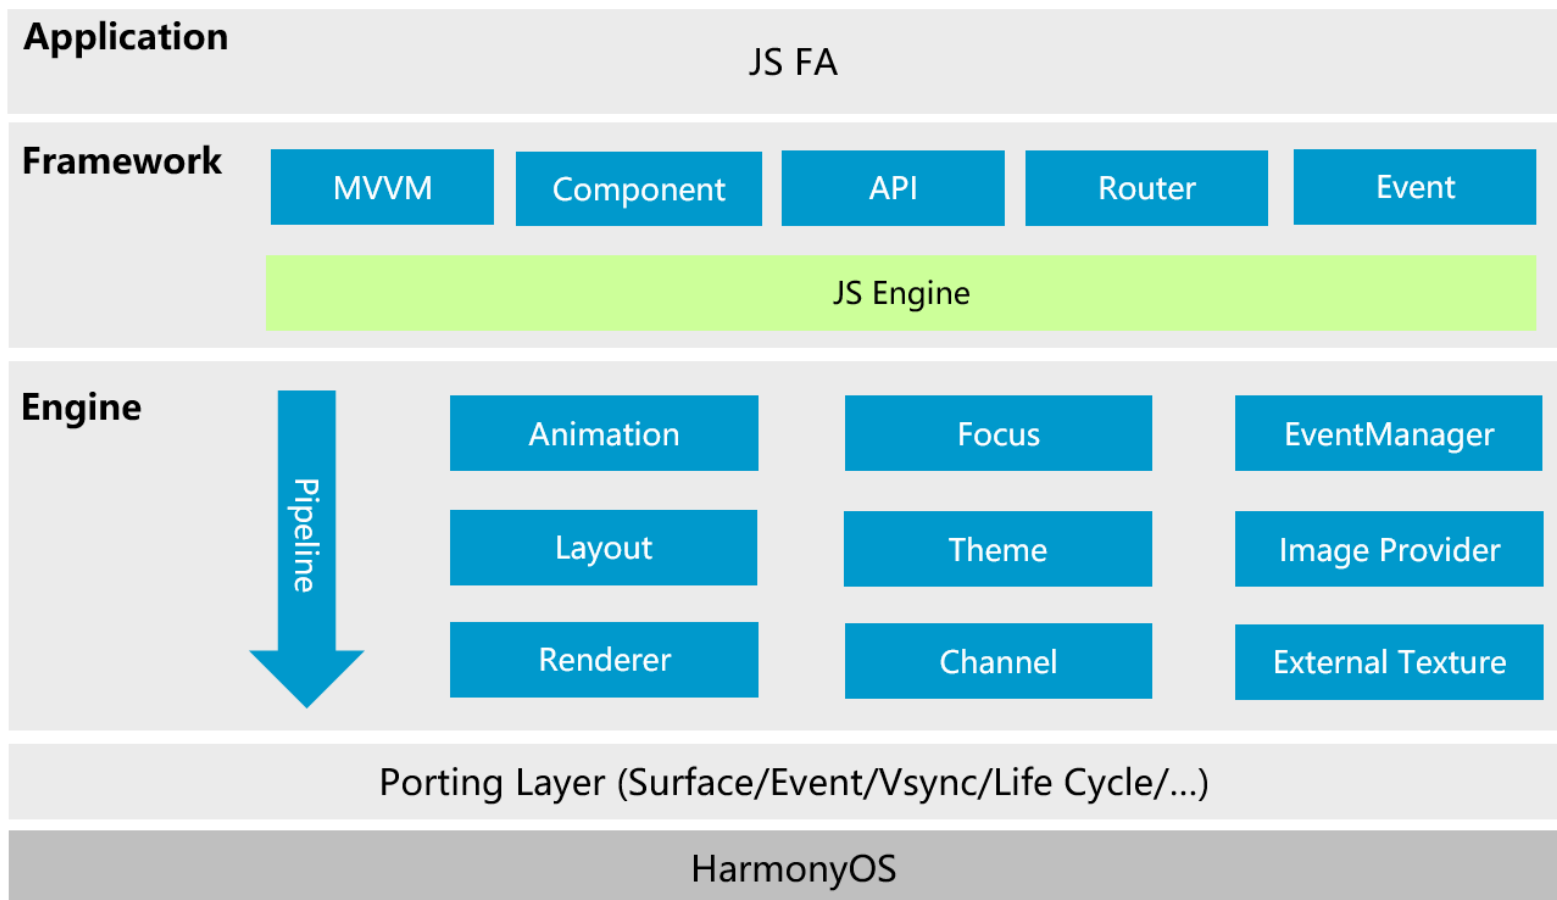 Application
JS FA
Framework
MVVM
Component
API
Router
Event
JS Engine
Engine
Pipeline
Animation
Focus
EventManager
Layout
Theme
Image Provider
Renderer
Channel
External Texture
Porting Layer (Surface/Event/Vsync/Life Cycle/...)
HarmonyOS